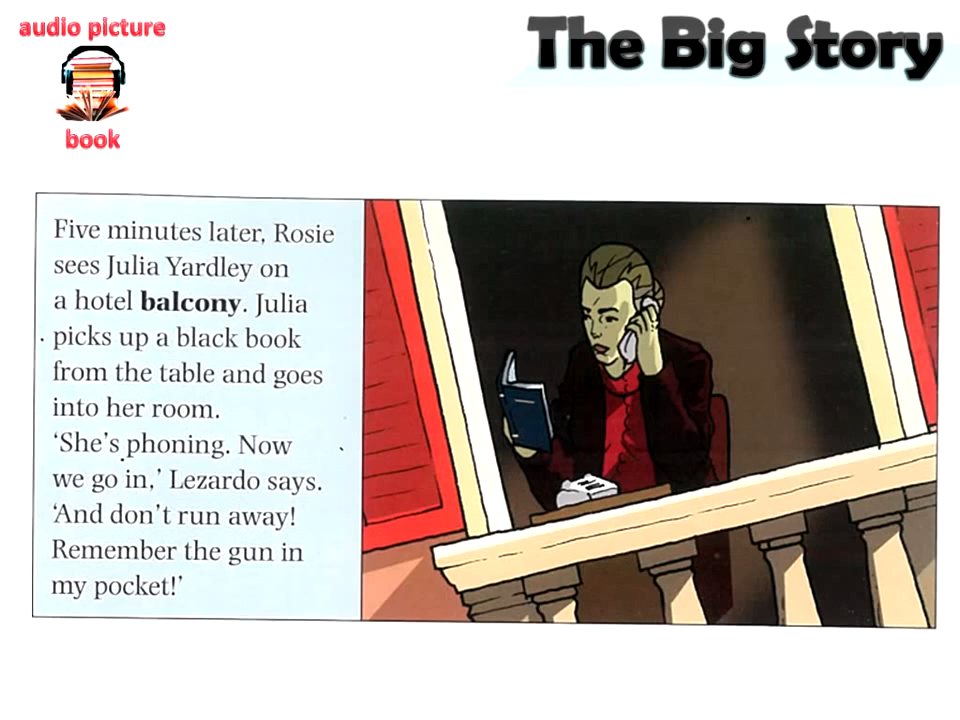 audio picture
book
The Big Story
Five minutes later, Rosie
sees Julia Yardley on
a hotel balcony. Julia
picks up a black book
from the table and goes
into her room.
‘She’s phoning. Now
we go in,’ Lezardo says.
‘And don’t run away!
Remember the gun in
my pocket!’